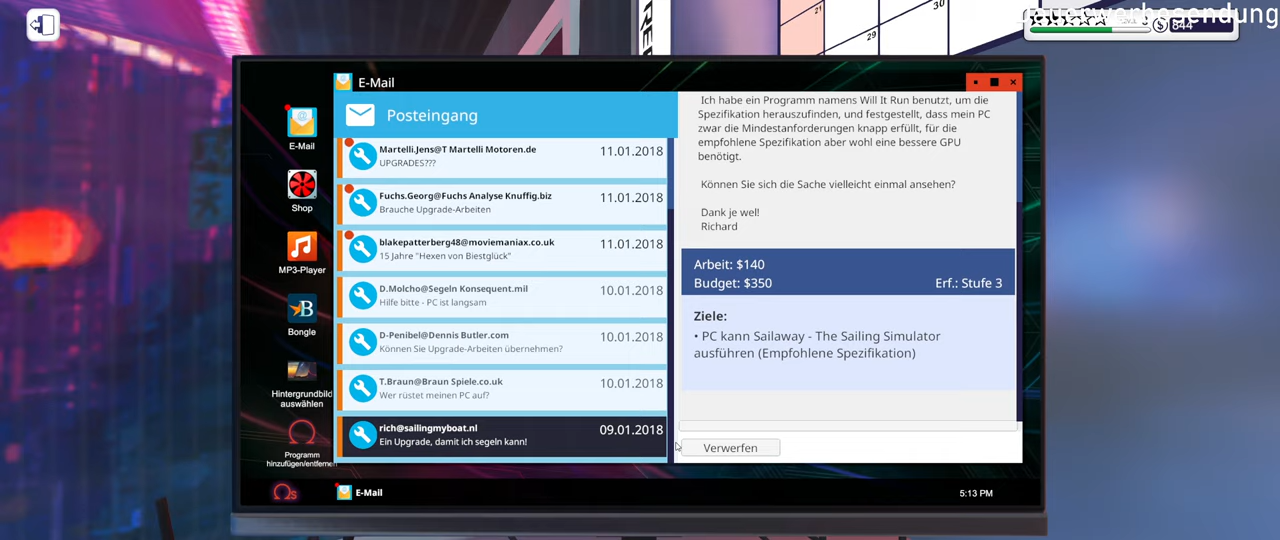 21
30
29
844
E-Mail
Posteingang
Martelli.Jens@T Martelli Motoren.de
11.01.2018
UPGRADES???
Fuchs.Georg@Fuchs Analyse Knuffig.biz
11.01.2018
Brauche Upgrade-Arbeiten
blakepatterberg48@moviemaniax.co.uk
11.01.2018
15 Jahre "Hexen von Biestglück"
D.Molcho@Segeln Konsequent.mil
10.01.2018
Hilfe bitte - PC ist langsam
D-Penibel@Dennis Butler.com
10.01.2018
Können Sie Upgrade-Arbeiten übernehmen?
T.Braun@Braun Spiele.co.uk
10.01.2018
Wer rüstet meinen PC auf?
rich@sailingmyboat.nl
09.01.2018
Ein Upgrade, damit ich segeln kann!
Ich habe ein Programm namens Will It Run benutzt, um die
Spezifikation herauszufinden, und festgestellt, dass mein PC
zwar die Mindestanforderungen knapp erfüllt, für die
empfohlene Spezifikation aber wohl eine bessere GPU
benötigt.
Können Sie sich die Sache vielleicht einmal ansehen?
Dank je wel!
Richard
Arbeit: $140
Budget: $350
Erf.: Stufe 3
Ziele:
• PC kann Sailaway - The Sailing Simulator
ausführen (Empfohlene Spezifikation)
Verwerfen
E-Mail
Shop
MP3-Player
Bongle
Hintergrundbild
auswählen
Programm
hinzufügen/entfernen
E-Mail
5:13 PM